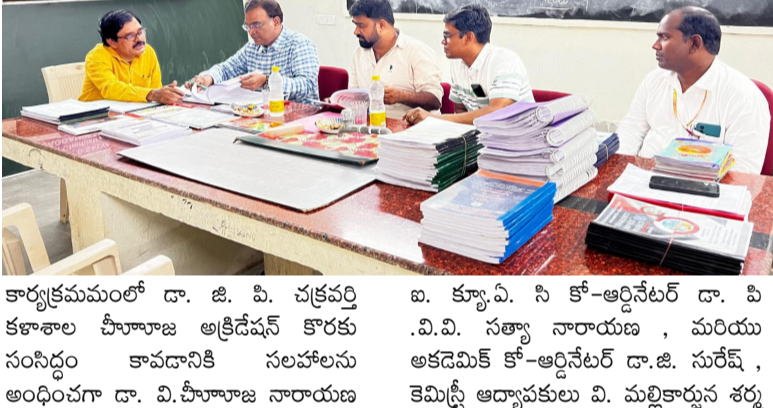 కార్యక్రమమంలో డా. జి. పి. చక్రవర్తి
కళాశాల చీూూూజ అక్రిడేషన్ కొరకు
సంసిద్ధం కావడానికి సలహాలను
అంధించగా డా. వి.చీూూూజ నారాయణ
ఐ. క్యూ.ఏ. సి కో-ఆర్డినేటర్ డా. పి
.వి.వి. సత్యా నారాయణ , మరియు
అకడెమిక్ కో-ఆర్డినేటర్ డా.జి. సురేష్ ,
కెమిస్ట్రీ ఆద్యాపకులు వి. మల్లికార్జున శర్మ